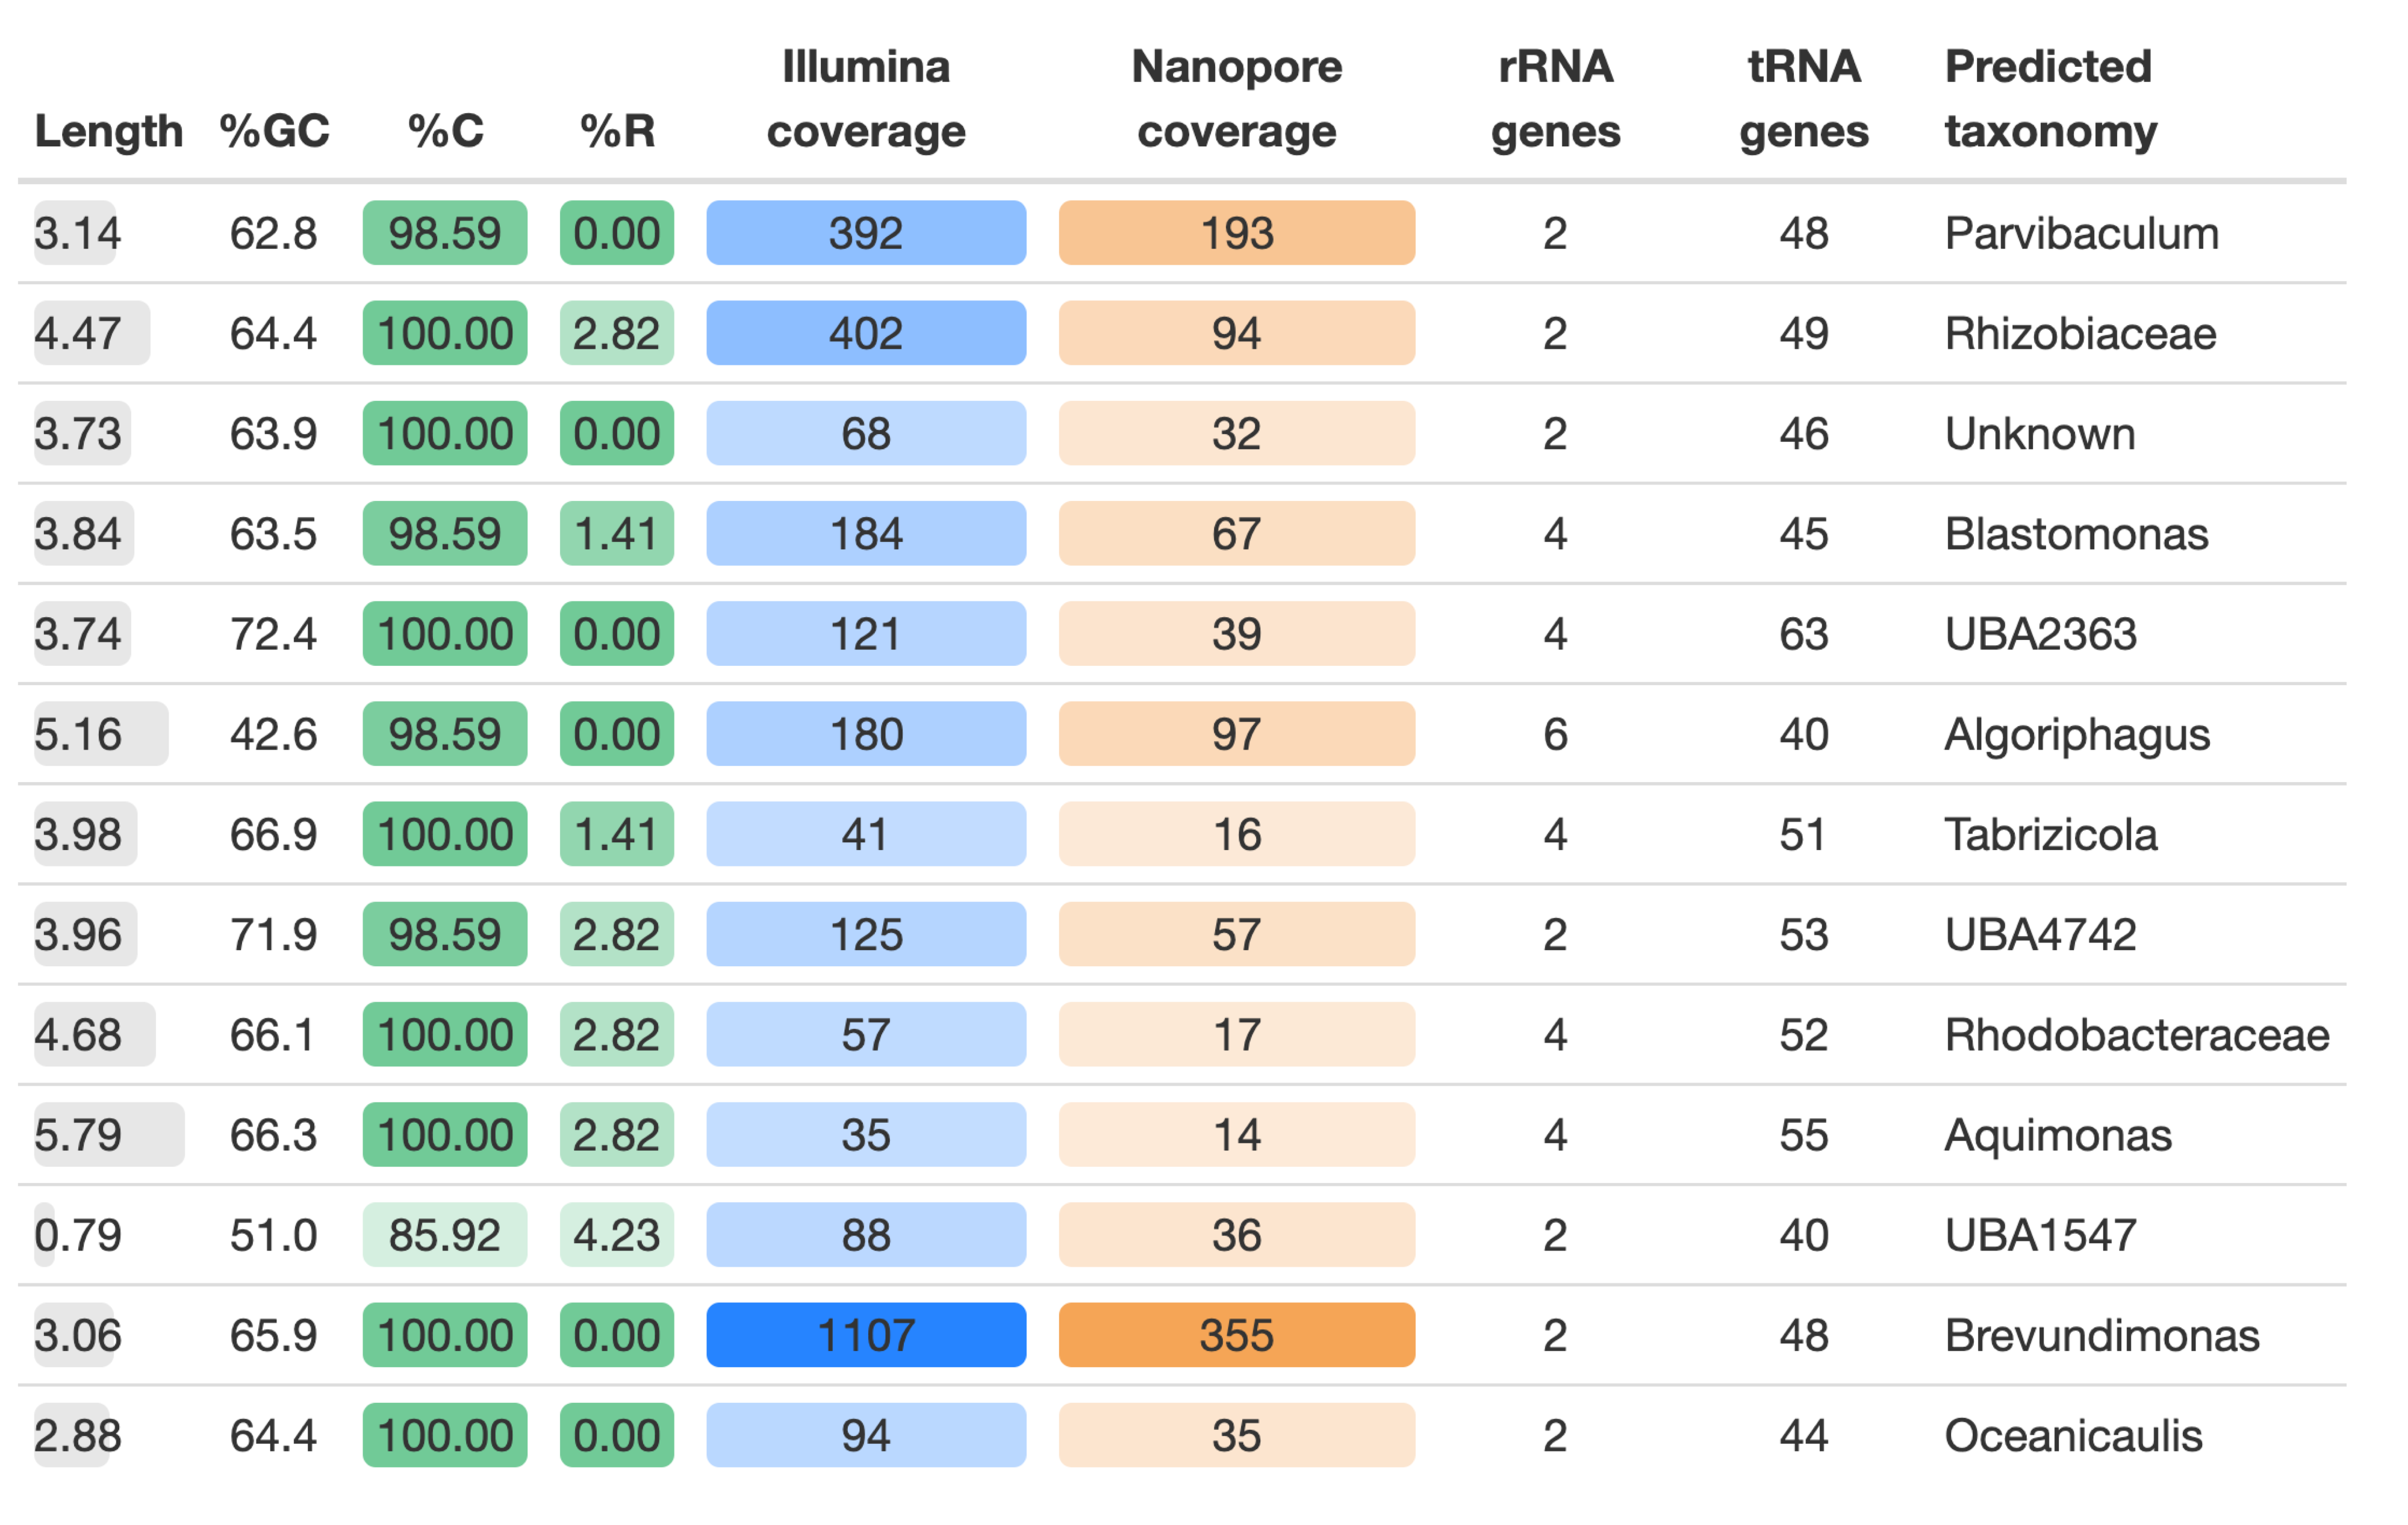 Length %GC %C %R Illumina coverage Nanopore coverage rRNA genes tRNA genes Predicted taxonomy
3.14 62.8 98.59 0.00 392 193 2 48 Parvibaculum
4.47 64.4 100.00 2.82 402 94 2 49 Rhizobiaceae
3.73 63.9 100.00 0.00 68 32 2 46 Unknown
3.84 63.5 98.59 1.41 184 67 4 45 Blastomonas
3.74 72.4 100.00 0.00 121 39 4 63 UBA2363
5.16 42.6 98.59 0.00 180 97 6 40 Algoriphagus
3.98 66.9 100.00 1.41 41 16 4 51 Tabrizicola
3.96 71.9 98.59 2.82 125 57 2 53 UBA4742
4.68 66.1 100.00 2.82 57 17 4 52 Rhodobacteraceae
5.79 66.3 100.00 2.82 35 14 4 55 Aquimonas
0.79 51.0 85.92 4.23 88 36 2 40 UBA1547
3.06 65.9 100.00 0.00 1107 355 2 48 Brevundimonas
2.88 64.4 100.00 0.00 94 35 2 44 Oceanicaulis